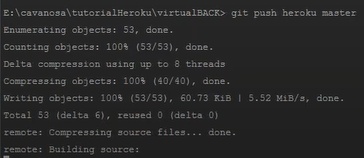 E:\cavanosa\tutorialHeroku\virtualBACK> git push heroku master
Enumerating objects: 53, done.
Counting objects: 100% (53/53), done.
Delta compression using up to 8 threads
Compressing objects: 100% (40/40), done.
Writing objects: 100% (53/53), 60.73 KiB | 5.52 MiB/s, done.
Total 53 (delta 6), reused 0 (delta 0)
remote: Compressing source files... done.
remote: Building source: